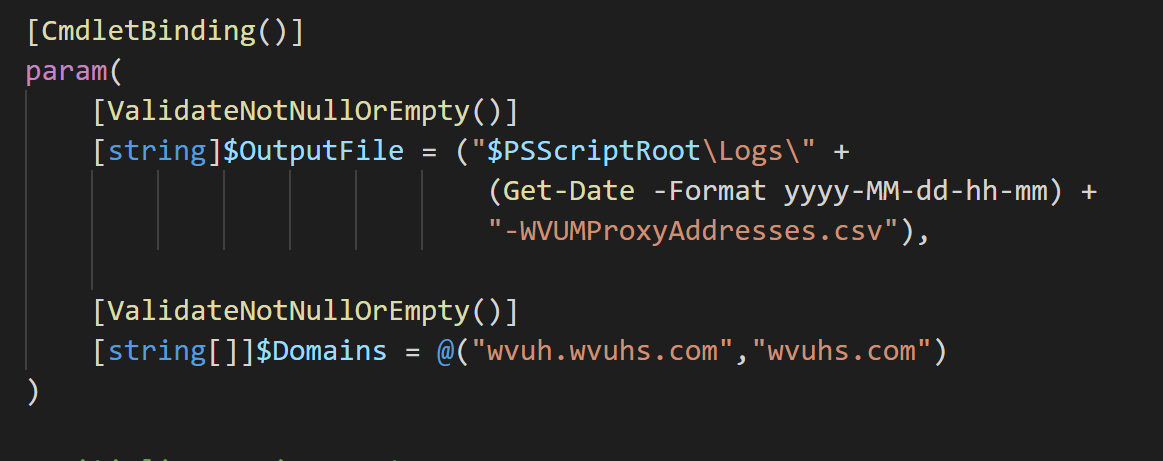 [CmdletBinding()]
param(
    [ValidateNotNullOrEmpty()]
    [string]$OutputFile = ("$PSScriptRoot\Logs\" +
                            (Get-Date -Format yyyy-MM-dd-hh-mm) +
                            "-WVUMProxyAddresses.csv"),

    [ValidateNotNullOrEmpty()]
    [string[]]$Domains = @("wvuh.wvuhs.com","wvuhs.com")
)